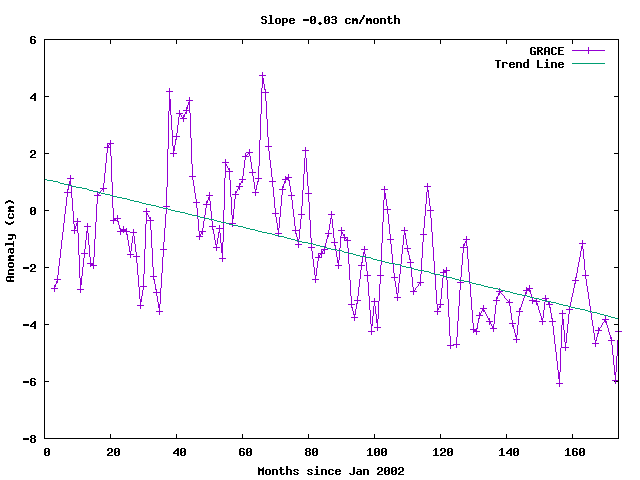 Slope -0.03 cm/month
GRACE
Trend Line
6
4
2
0
-2
-4
-6
-8
Anomaly (cm)
0 20 40 60 80 100 120 140 160
Months since Jan 2002